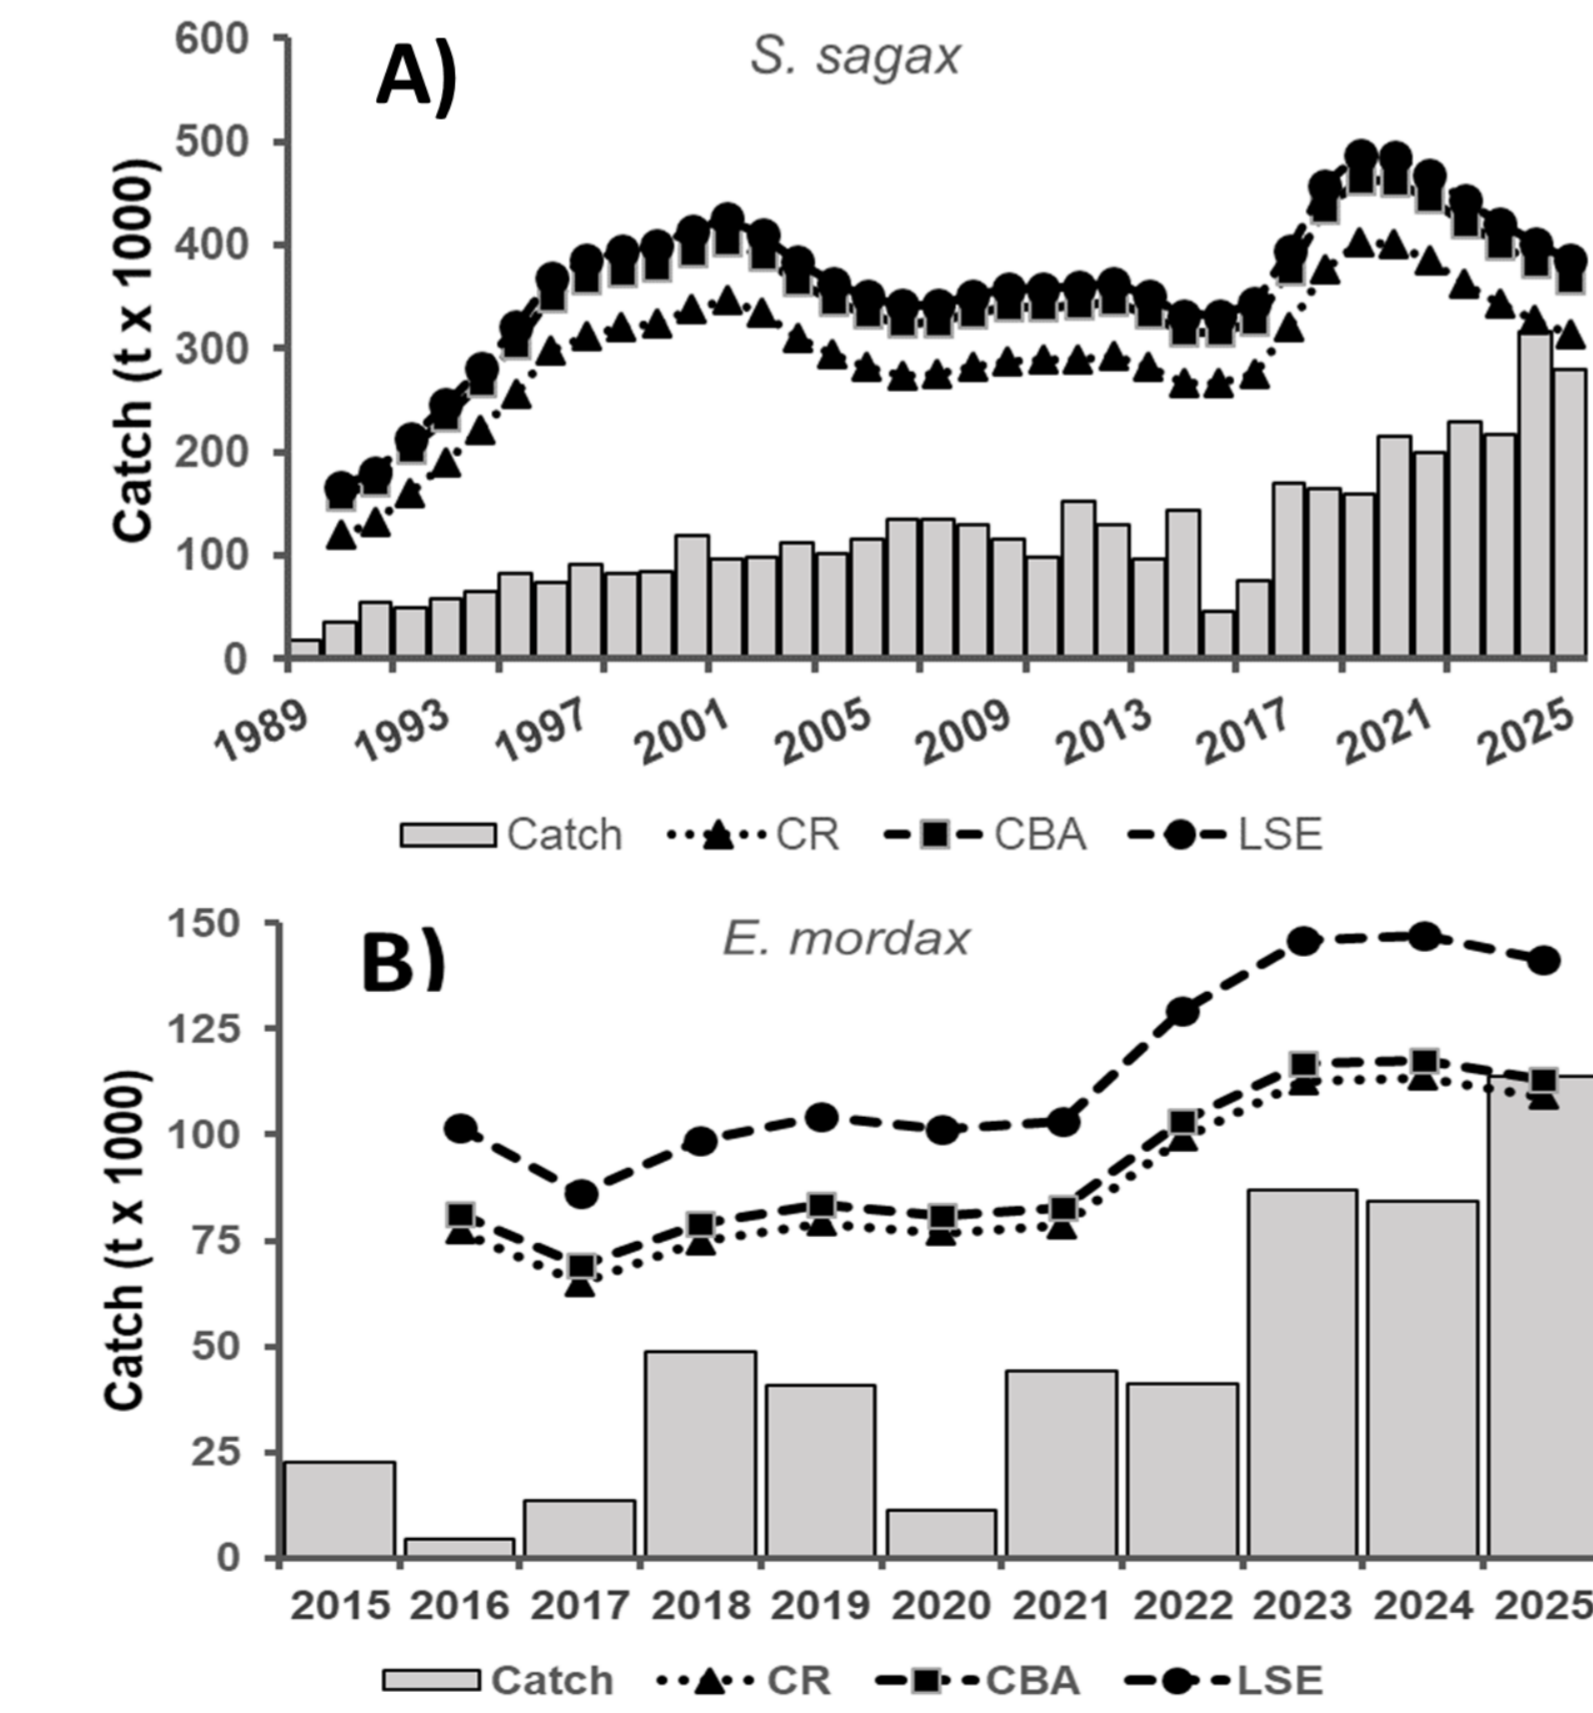 A)
S. sagax
Catch (t x 1000)
600
500
400
300
200
100
0
1989 1993 1997 2001 2005 2009 2013 2017 2021 2025
Catch CR CBA LSE
B)
E. mordax
Catch (t x 1000)
150
125
100
75
50
25
0
2015 2016 2017 2018 2019 2020 2021 2022 2023 2024 2025
Catch CR CBA LSE